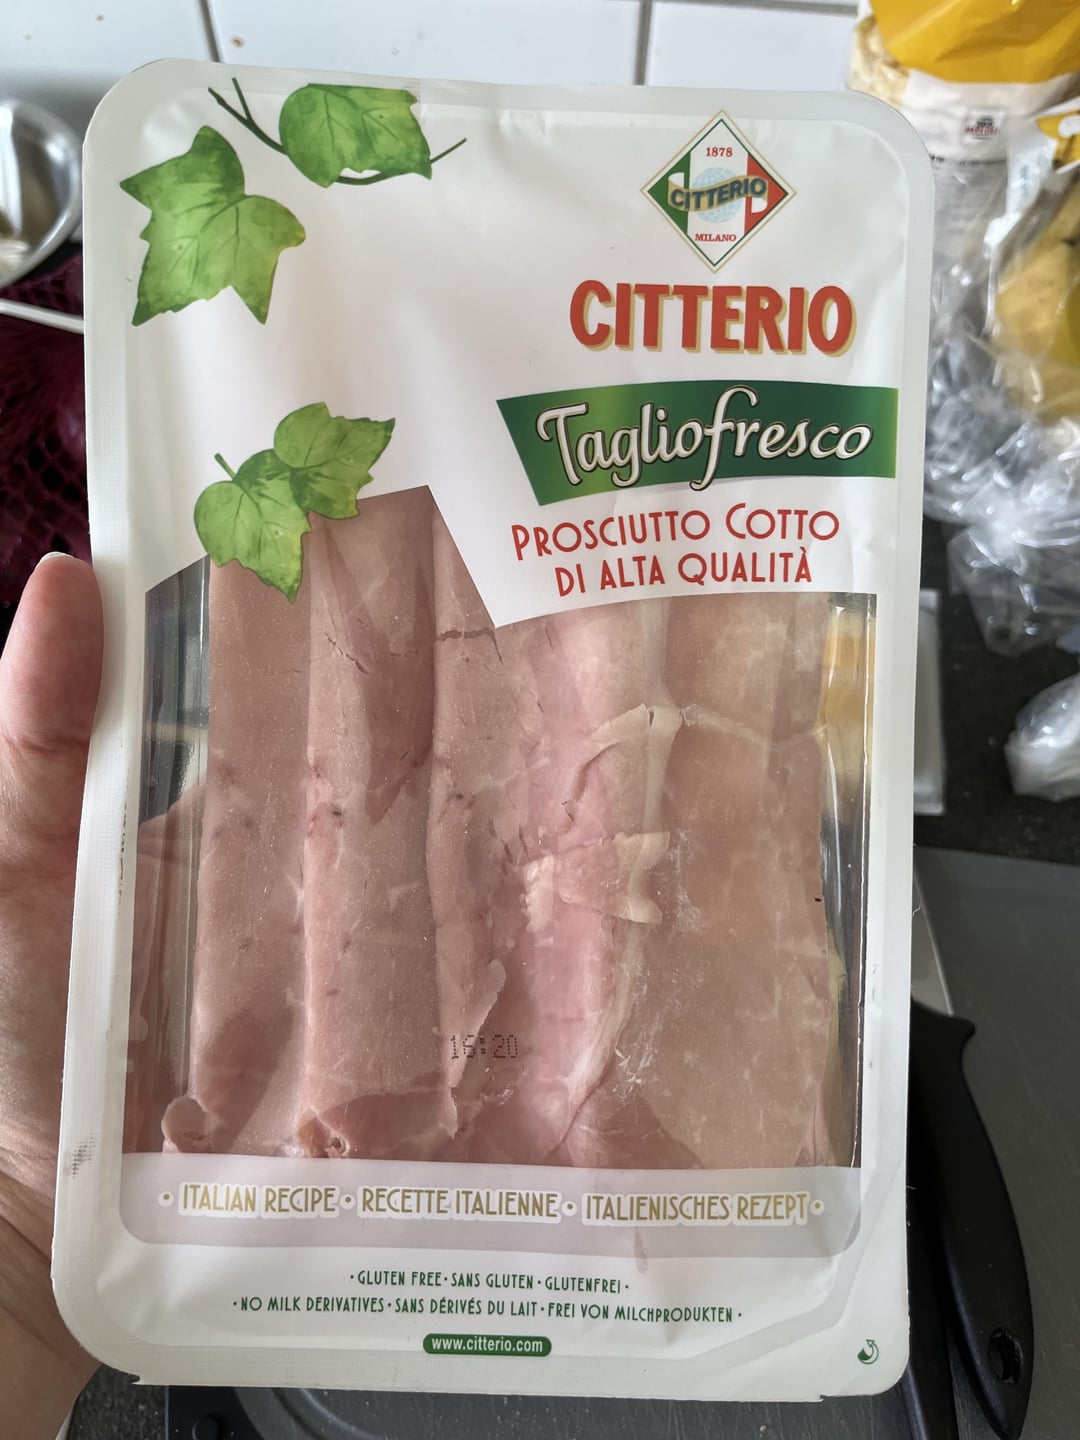 1878
CITTERIO
MILANO
CITTERIO
Tagliofresco
PROSCIUTTO COTTO
DI ALTA QUALITÀ
16:20
• ITALIAN RECIPE • RECETTE ITALIENNE • ITALIENISCHES REZEPT •
• GLUTEN FREE • SANS GLUTEN • GLUTENFREI •
• NO MILK DERIVATIVES • SANS DÉRIVÉS DU LAIT • FREI VON MILCHPRODUKTEN •
www.citterio.com